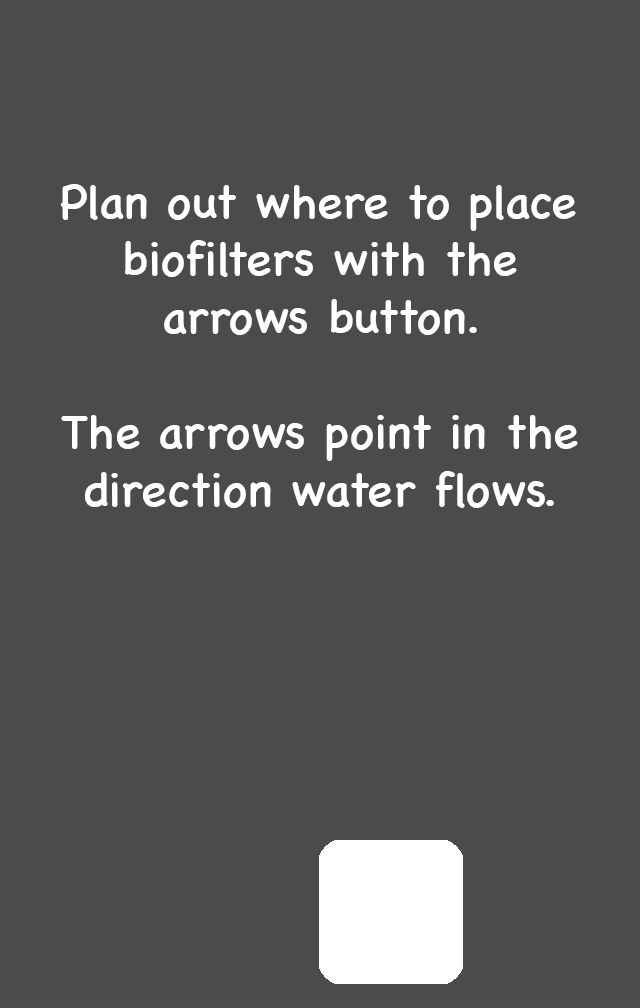 Plan out where to place
biofilters with the
arrows button.
The arrows point in the
direction water flows.